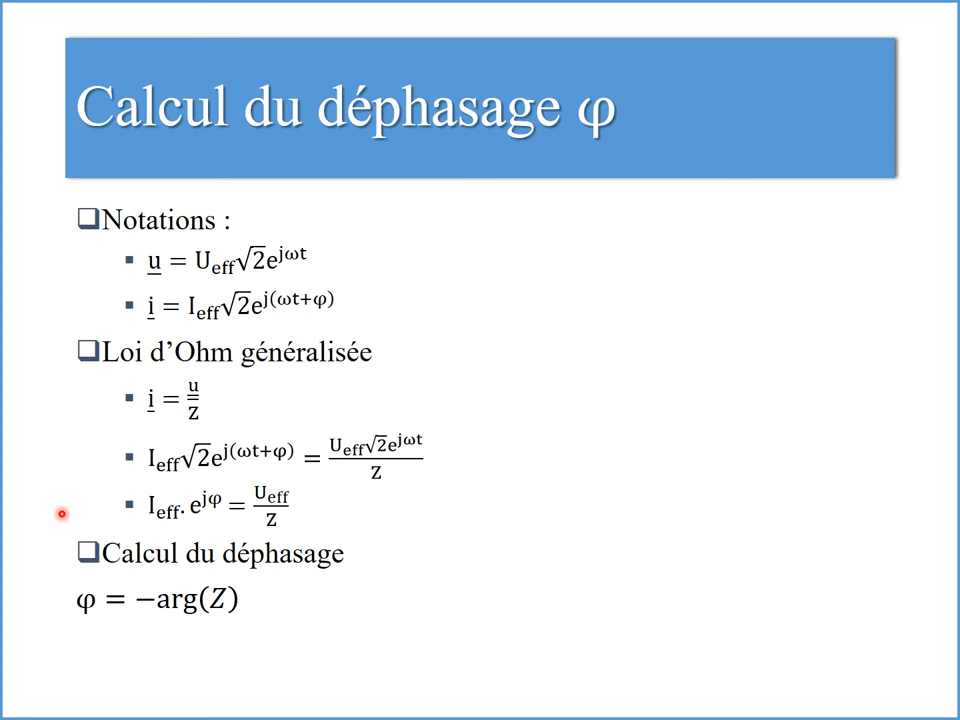 Calcul du déphasage φ
❑Notations :
▪ u̲ = U_eff√2e^{jωt}
▪ i̲ = I_eff√2e^{j(ωt+φ)}
❑Loi d’Ohm généralisée
▪ i̲ = u̲/Z
▪ I_eff√2e^{j(ωt+φ)} = U_eff√2e^{jωt}/Z
▪ I_eff.e^{jφ} = U_eff/Z
❑Calcul du déphasage
φ = −arg(Z)